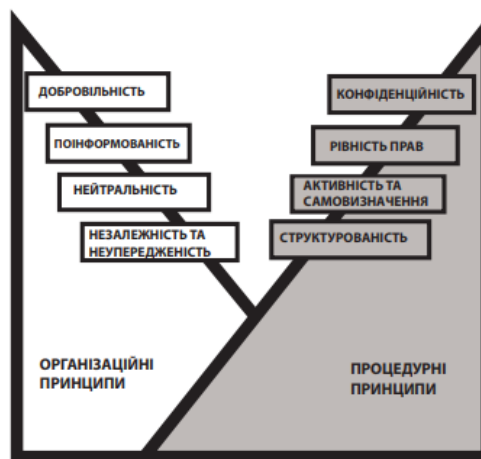 ДОБРОВІЛЬНІСТЬ
ПОІНФОРМОВАНІСТЬ
НЕЙТРАЛЬНІСТЬ
НЕЗАЛЕЖНІСТЬ ТА
НЕУПЕРЕДЖЕНІСТЬ
ОРГАНІЗАЦІЙНІ
ПРИНЦИПИ
КОНФІДЕНЦІЙНІСТЬ
РІВНІСТЬ ПРАВ
АКТИВНІСТЬ ТА
САМОВИЗНАЧЕННЯ
СТРУКТУРОВАНІСТЬ
ПРОЦЕДУРНІ
ПРИНЦИПИ